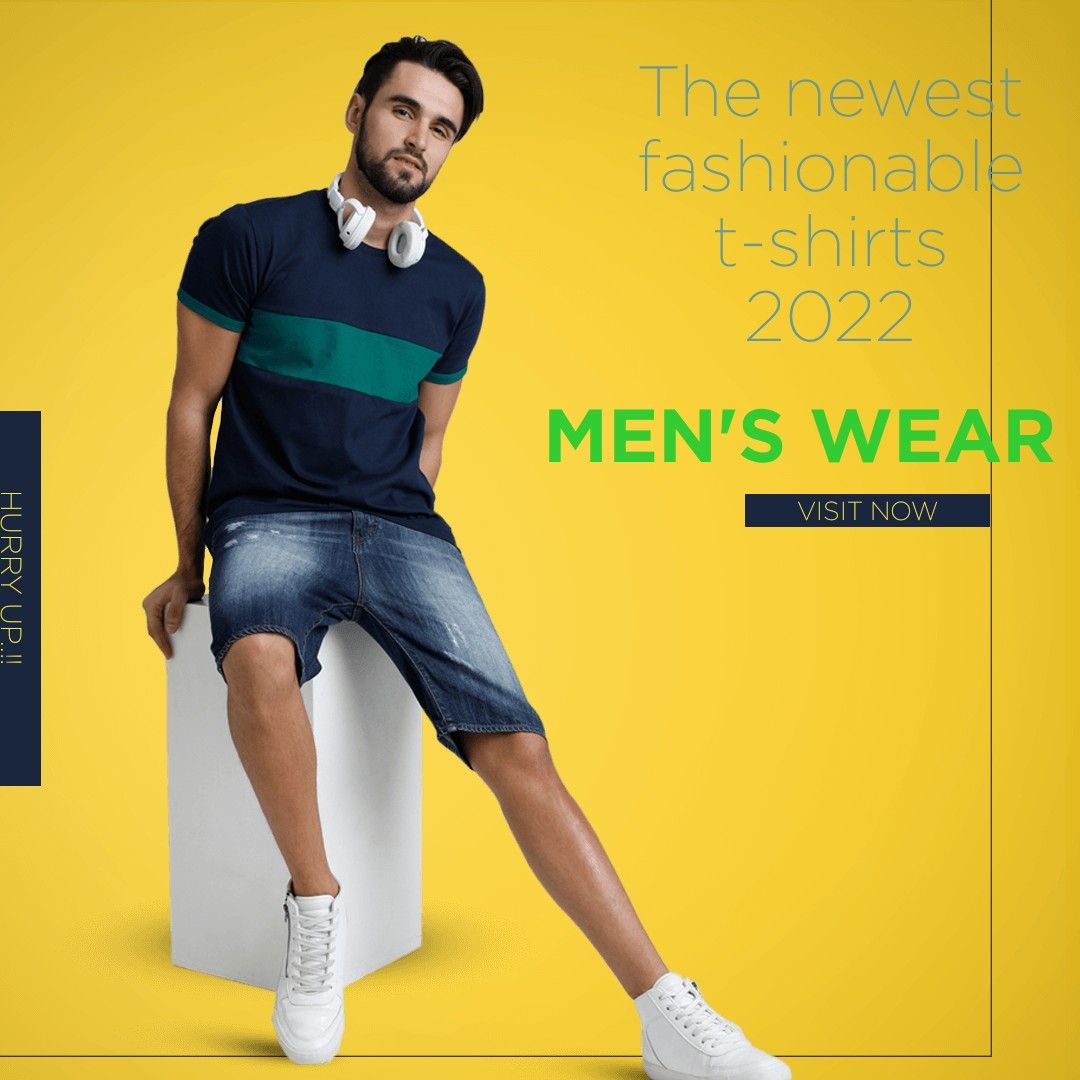 The newest
fashionable
t-shirts
2022
MEN'S WEAR
VISIT NOW
HURRY UP...!!